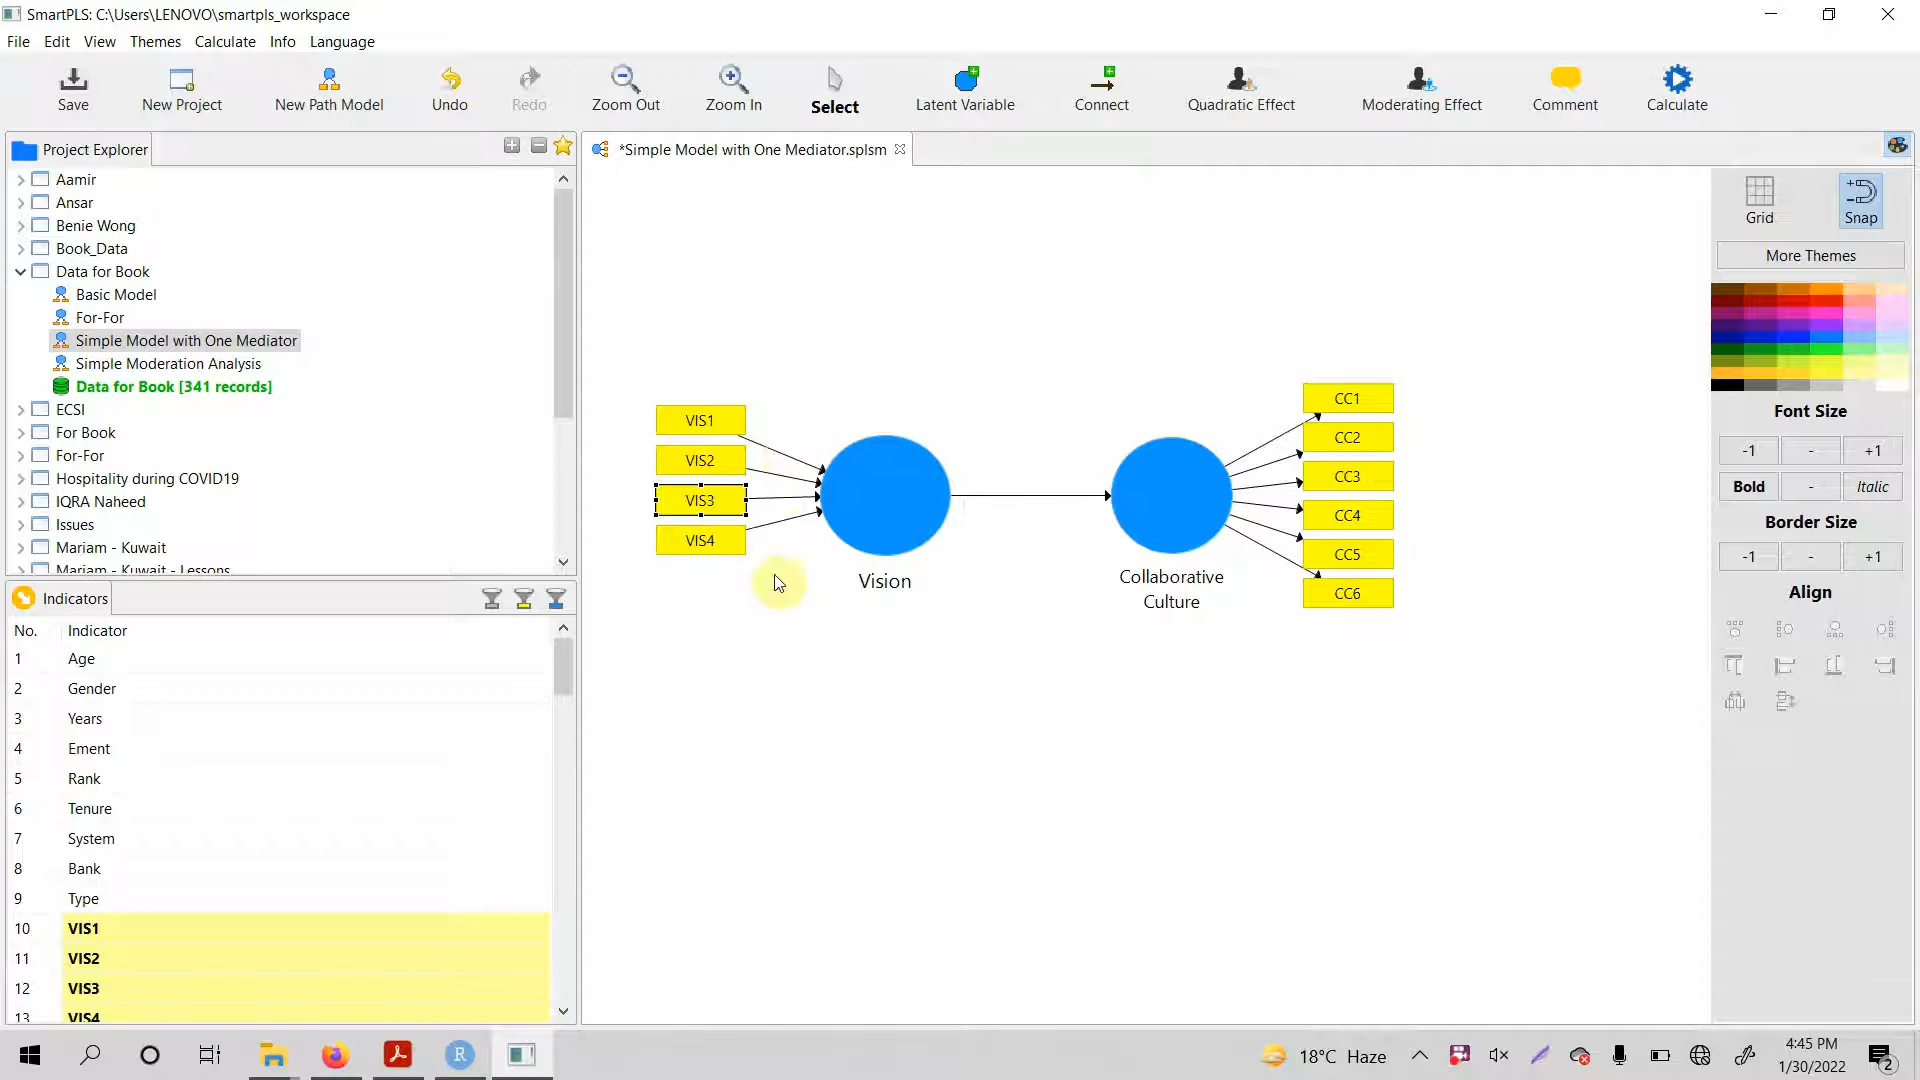 SmartPLS: C:\Users\LENOVO\smartpls_workspace
File Edit View Themes Calculate Info Language
Save New Project New Path Model Undo Redo Zoom Out Zoom In Select Latent Variable Connect Quadratic Effect Moderating Effect Comment Calculate
Project Explorer
*Simple Model with One Mediator.splsm
Aamir
Ansar
Benie Wong
Book_Data
Data for Book
Basic Model
For-For
Simple Model with One Mediator
Simple Moderation Analysis
Data for Book [341 records]
ECSI
For Book
For-For
Hospitality during COVID19
IQRA Naheed
Issues
Mariam - Kuwait
Mariam - Kuwait - Lessons
Indicators
No. Indicator
1 Age
2 Gender
3 Years
4 Ement
5 Rank
6 Tenure
7 System
8 Bank
9 Type
10 VIS1
11 VIS2
12 VIS3
13 VIS4
VIS1
VIS2
VIS3
VIS4
Vision
Collaborative
Culture
CC1
CC2
CC3
CC4
CC5
CC6
Grid Snap
More Themes
Font Size
-1 - +1
Bold - Italic
Border Size
-1 - +1
Align
18°C Haze
4:45 PM
1/30/2022
2